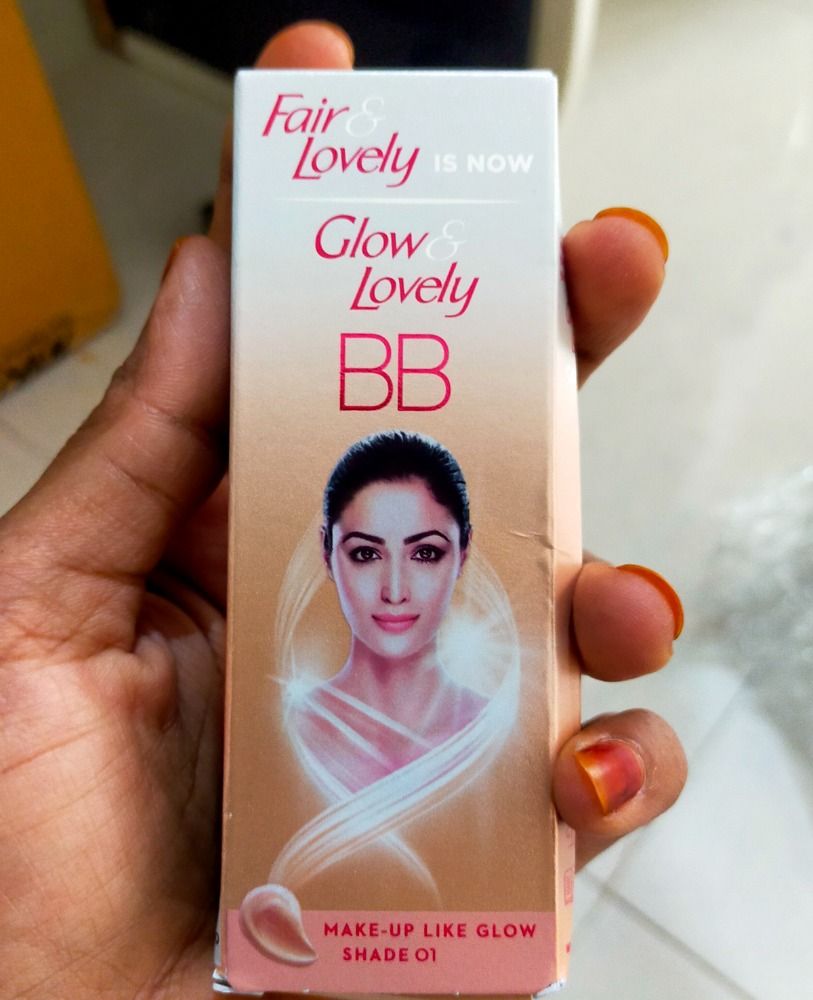 Fair &
Lovely IS NOW
Glow &
Lovely
BB
MAKE-UP LIKE GLOW
SHADE 01